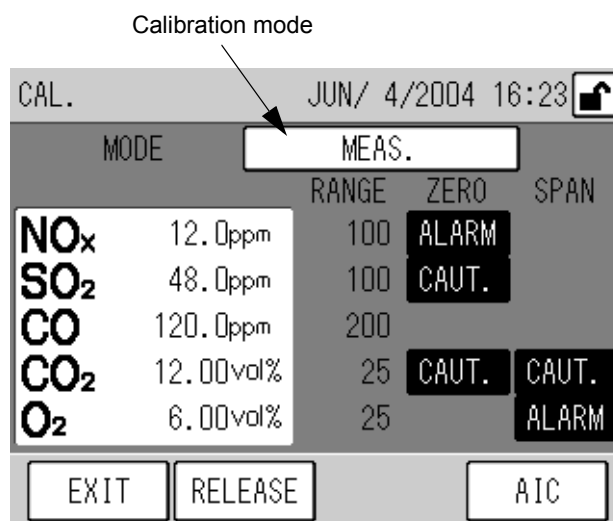 Calibration mode
CAL. JUN/ 4/2004 16:23
MODE MEAS.
RANGE ZERO SPAN
NOx 12.0ppm 100 ALARM
SO2 48.0ppm 100 CAUT.
CO 120.0ppm 200
CO2 12.00vol% 25 CAUT. CAUT.
O2 6.00vol% 25 ALARM
EXIT RELEASE AIC